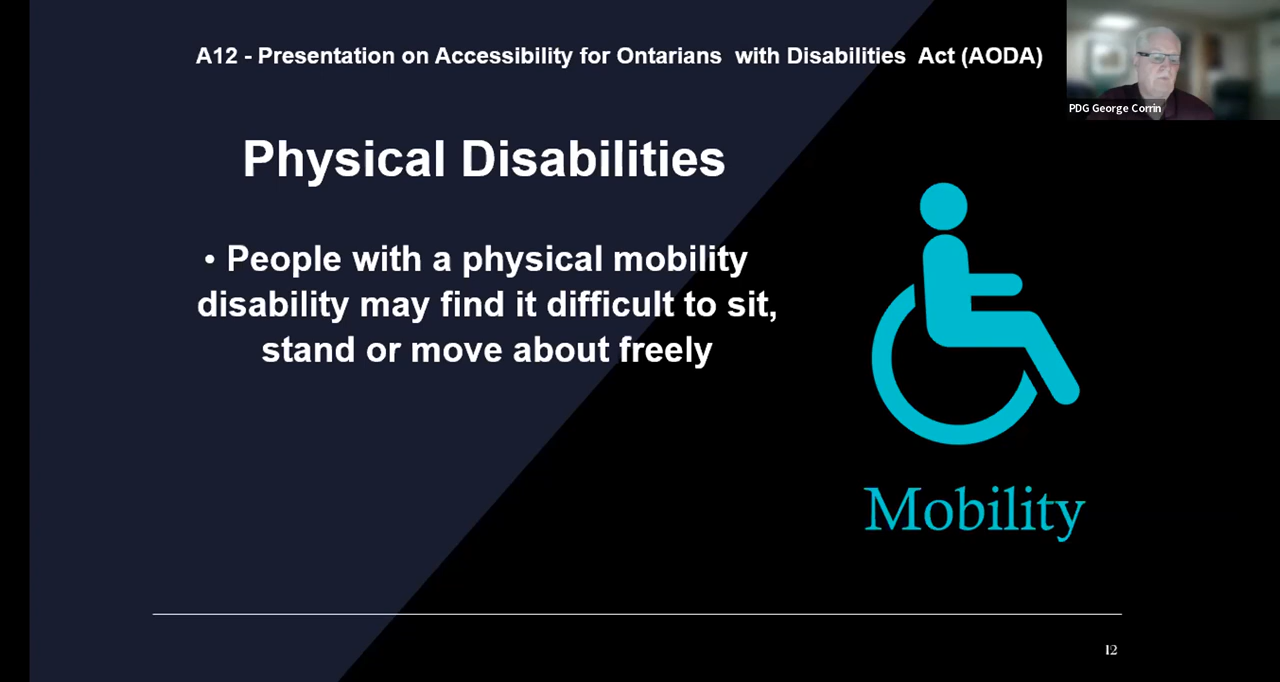 A12 - Presentation on Accessibility for Ontarians with Disabilities Act (AODA)
PDG George Corrin
Physical Disabilities
• People with a physical mobility
disability may find it difficult to sit,
stand or move about freely
Mobility
12